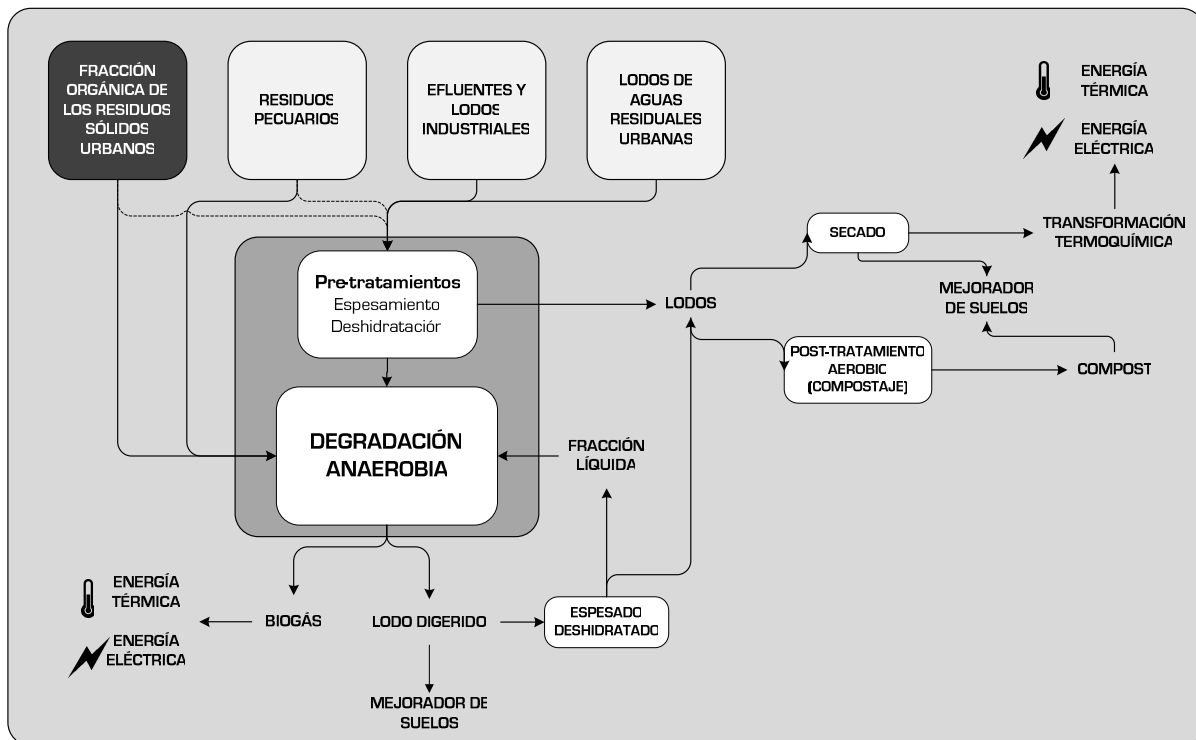 FRACCIÓN
ORGÁNICA DE
LOS RESIDUOS
SÓLIDOS
URBANOS
RESIDUOS
PECUARIOS
EFLUENTES Y
LODOS
INDUSTRIALES
LODOS DE
AGUAS
RESIDUALES
URBANAS
ENERGÍA
TÉRMICA
ENERGÍA
ELÉCTRICA
TRANSFORMACIÓN
TERMOQUÍMICA
SECADO
Pre-tratamientos
Espesamiento
Deshidratación
LODOS
MEJORADOR
DE SUELOS
POST-TRATAMIENTO
AEROBIC
(COMPOSTAJE)
COMPOST
DEGRADACIÓN
ANAEROBIA
FRACCIÓN
LÍQUIDA
ENERGÍA
TÉRMICA
ENERGÍA
ELÉCTRICA
BIOGÁS
LODO DIGERIDO
ESPESADO
DESHIDRATADO
MEJORADOR DE
SUELOS